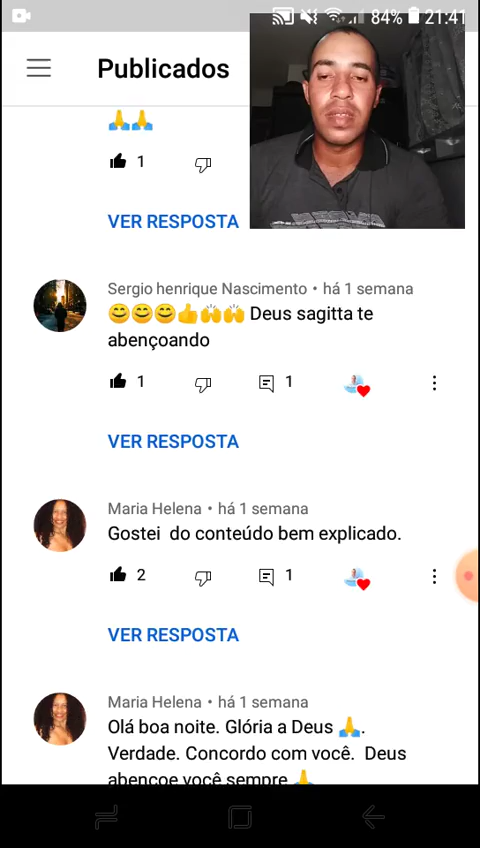 84% 21:41
Publicados
1
VER RESPOSTA
Sergio henrique Nascimento • há 1 semana
😊😊😊👍🙌🙌 Deus sagitta te
abençoando
1 1
VER RESPOSTA
Maria Helena • há 1 semana
Gostei do conteúdo bem explicado.
2 1
VER RESPOSTA
Maria Helena • há 1 semana
Olá boa noite. Glória a Deus 🙏.
Verdade. Concordo com você. Deus
abençoe você sempre 🙏